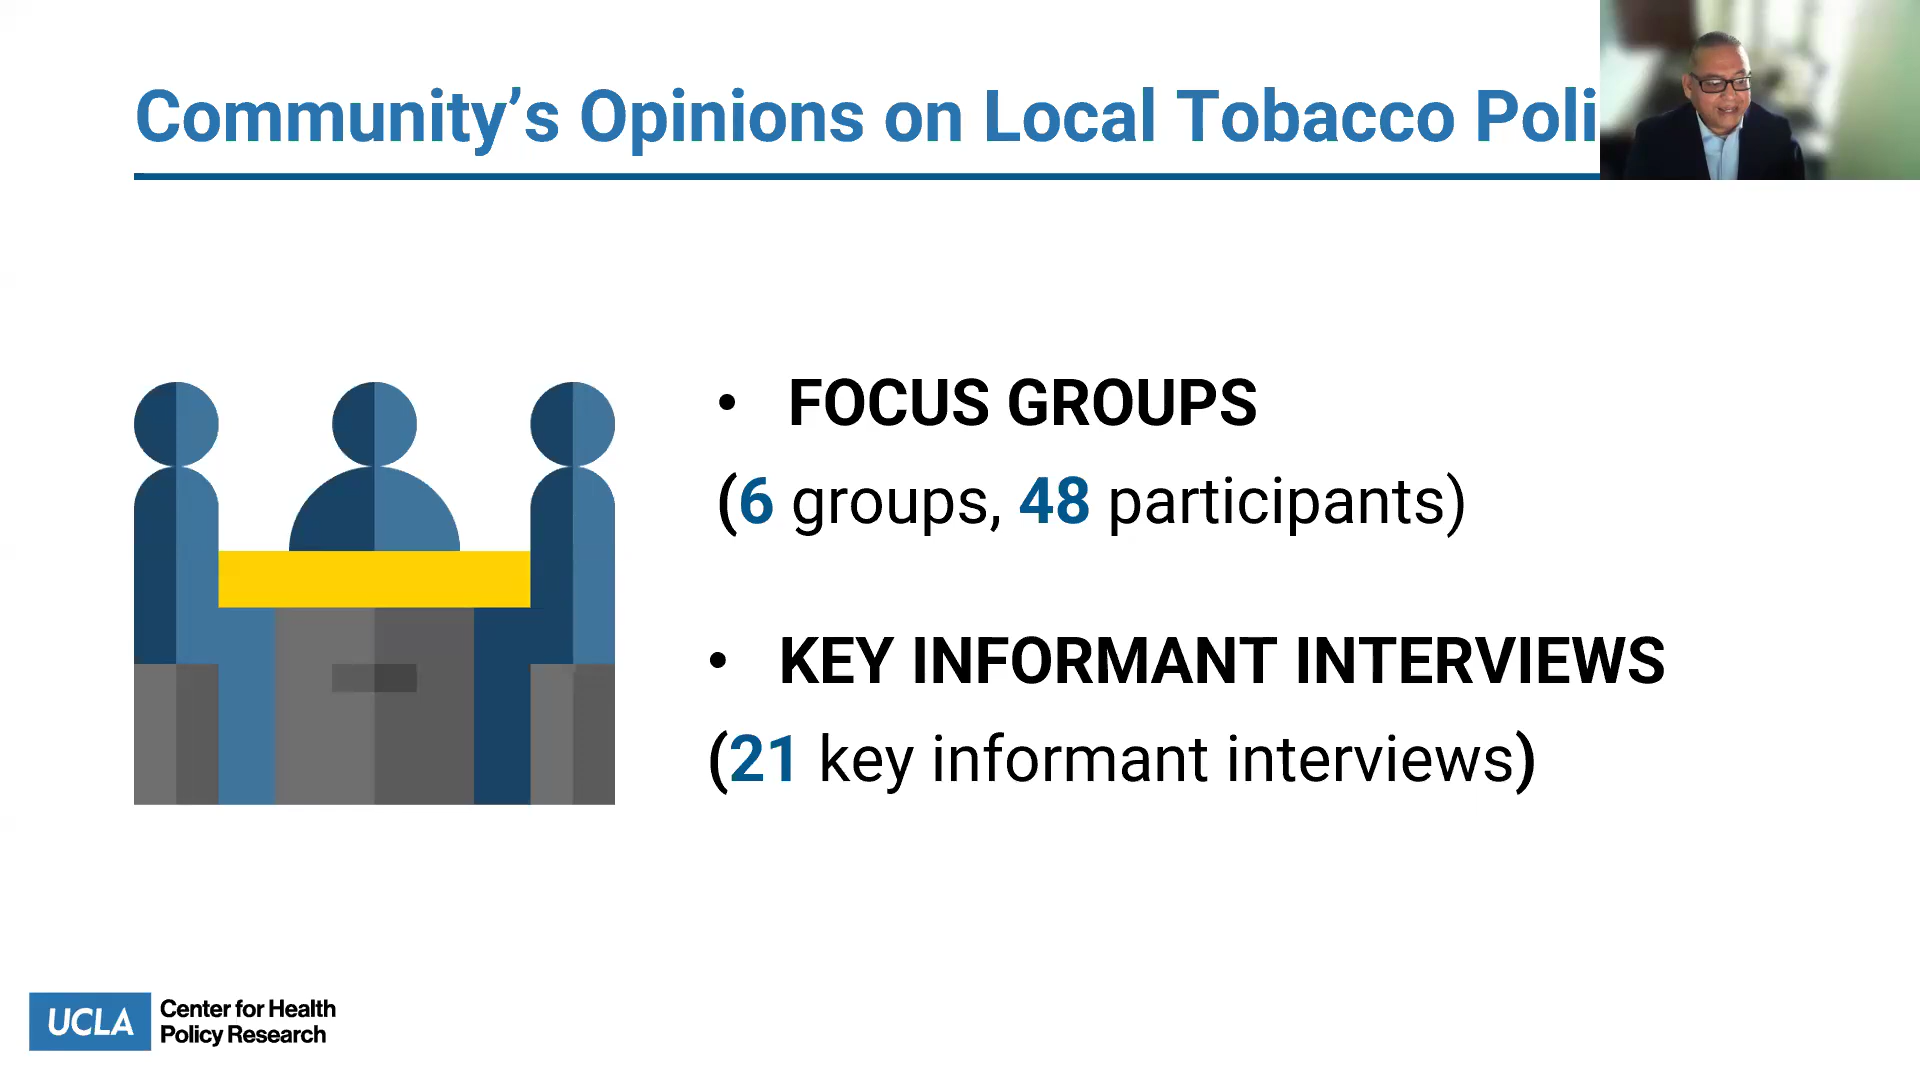 Community’s Opinions on Local Tobacco Poli
• FOCUS GROUPS
(6 groups, 48 participants)
• KEY INFORMANT INTERVIEWS
(21 key informant interviews)
UCLA
Center for Health
Policy Research